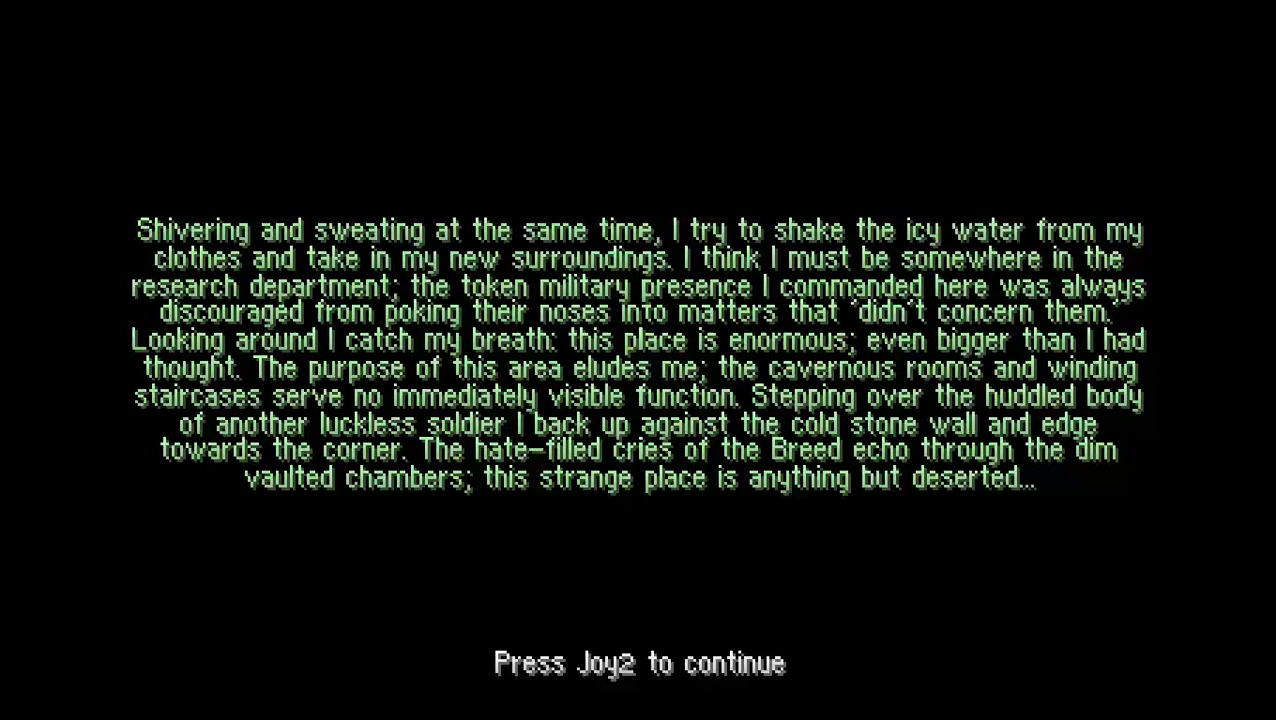 Shivering and sweating at the same time, I try to shake the icy water from my
clothes and take in my new surroundings. I think I must be somewhere in the
research department; the token military presence I commanded here was always
discouraged from poking their noses into matters that `didn't concern them.`
Looking around I catch my breath: this place is enormous; even bigger than I had
thought. The purpose of this area eludes me; the cavernous rooms and winding
staircases serve no immediately visible function. Stepping over the huddled body
of another luckless soldier I back up against the cold stone wall and edge
towards the corner. The hate-filled cries of the Breed echo through the dim
vaulted chambers; this strange place is anything but deserted...
Press Joy2 to continue